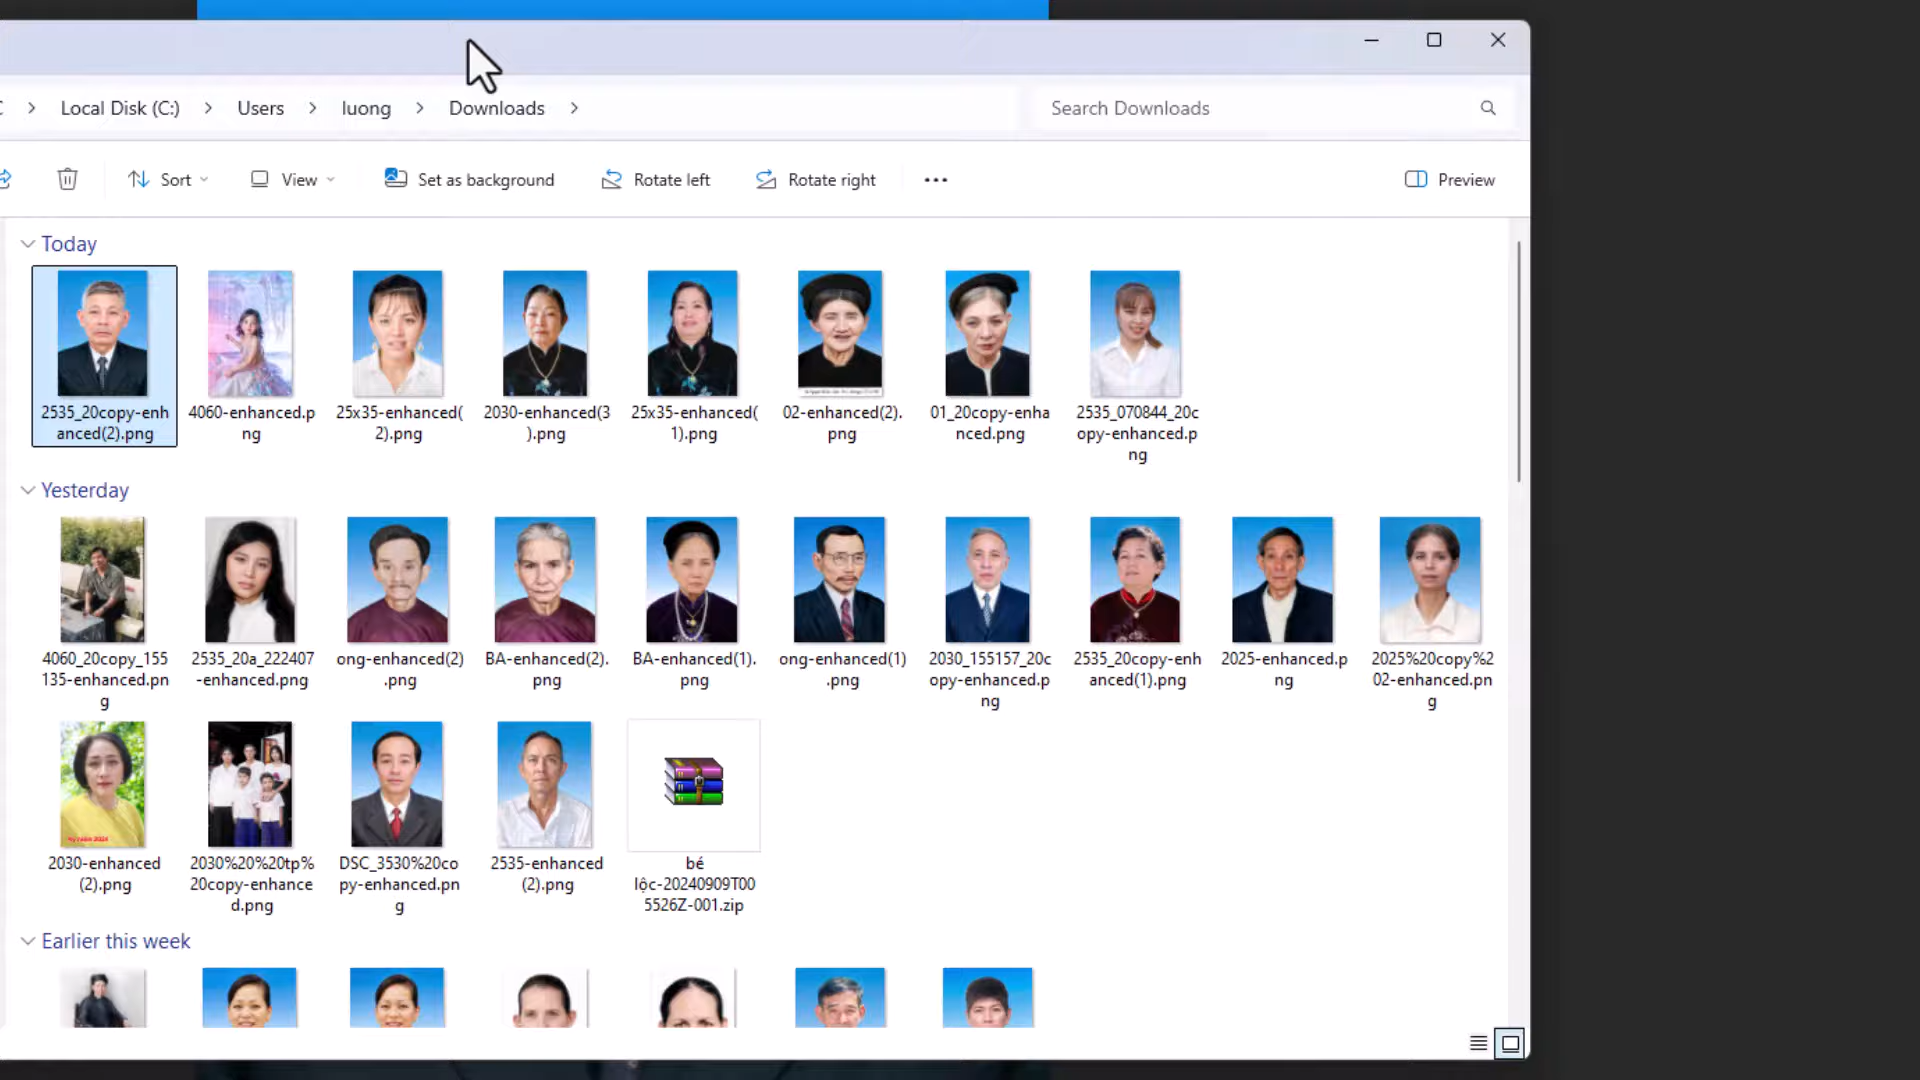 Local Disk (C:) > Users > luong > Downloads >
Search Downloads
Sort
View
Set as background
Rotate left
Rotate right
Preview
Today
2535_20copy-enh
anced(2).png
4060-enhanced.p
ng
25x35-enhanced(
2).png
2030-enhanced(3
).png
25x35-enhanced(
1).png
02-enhanced(2).
png
01_20copy-enha
nced.png
2535_070844_20c
opy-enhanced.p
ng
Yesterday
4060_20copy_155
135-enhanced.pn
g
2535_20a_222407
-enhanced.png
ong-enhanced(2)
.png
BA-enhanced(2).
png
BA-enhanced(1).
png
ong-enhanced(1)
.png
2030_155157_20c
opy-enhanced.p
ng
2535_20copy-enh
anced(1).png
2025-enhanced.p
ng
2025%20copy%2
02-enhanced.pn
g
2030-enhanced
(2).png
2030%20%20tp%
20copy-enhance
d.png
DSC_3530%20co
py-enhanced.pn
g
2535-enhanced
(2).png
bé
lộc-20240909T00
5526Z-001.zip
Earlier this week